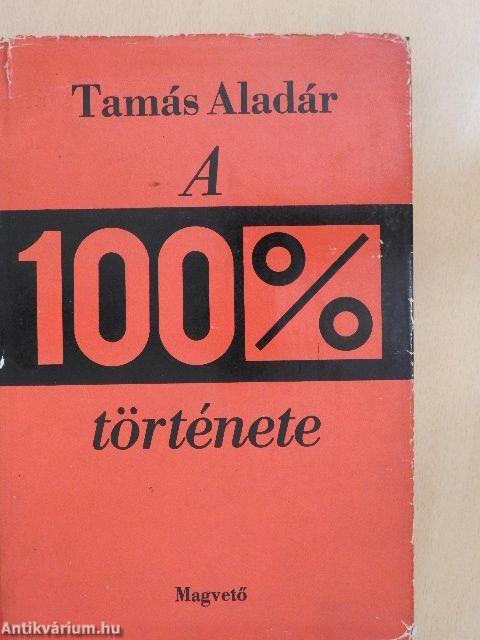 Tamás Aladár
A
100%
története
Magvető
Antikvárium.hu